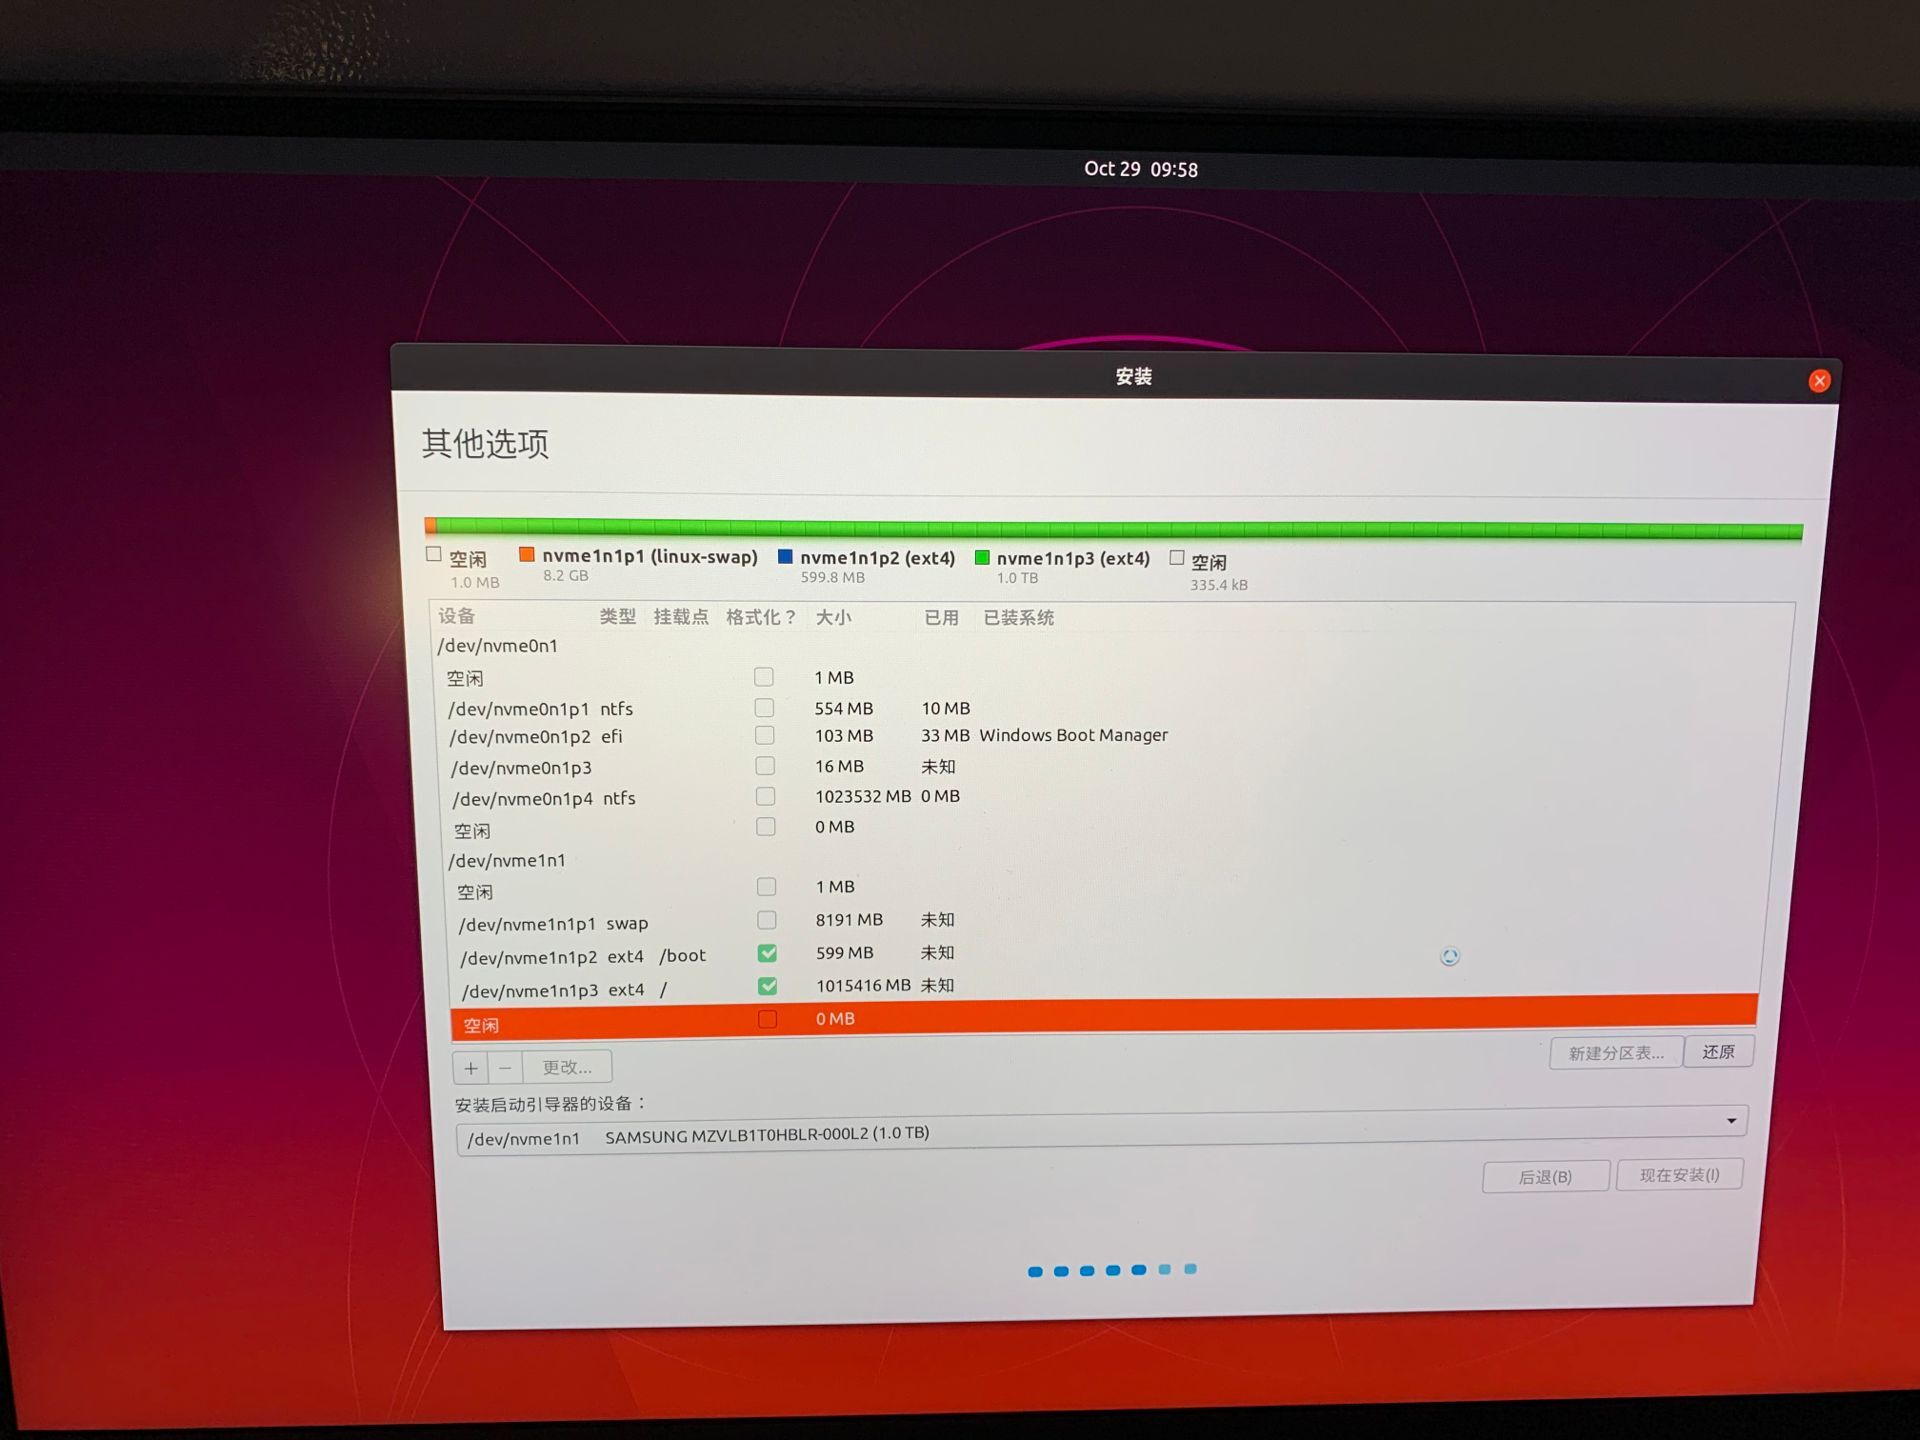 Oct 29 09:58
安装
其他选项
空闲 nvme1n1p1 (linux-swap) nvme1n1p2 (ext4) nvme1n1p3 (ext4) 空闲
1.0 MB 8.2 GB 599.8 MB 1.0 TB 335.4 kB
设备 类型 挂载点 格式化？ 大小 已用 已装系统
/dev/nvme0n1
空闲 1 MB
/dev/nvme0n1p1 ntfs 554 MB 10 MB
/dev/nvme0n1p2 efi 103 MB 33 MB Windows Boot Manager
/dev/nvme0n1p3 16 MB 未知
/dev/nvme0n1p4 ntfs 1023532 MB 0 MB
空闲 0 MB
/dev/nvme1n1
空闲 1 MB
/dev/nvme1n1p1 swap 8191 MB 未知
/dev/nvme1n1p2 ext4 /boot 599 MB 未知
/dev/nvme1n1p3 ext4 / 1015416 MB 未知
空闲 0 MB
+ − 更改... 新建分区表... 还原
安装启动引导器的设备：
/dev/nvme1n1 SAMSUNG MZVLB1T0HBLR-000L2 (1.0 TB)
后退(B) 现在安装(I)